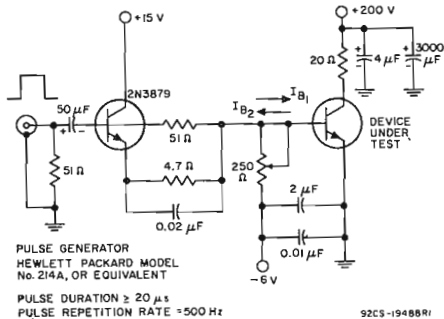 +15 V
+200 V
20 Ω
4 μF
3000
μF
2N3879
50 μF
+
-
51 Ω
51 Ω
4.7 Ω
0.02 μF
I B1
I B2
250
Ω
DEVICE
UNDER
TEST
2 μF
0.01 μF
-6 V
PULSE GENERATOR
HEWLETT PACKARD MODEL
No. 214A, OR EQUIVALENT
PULSE DURATION ≥ 20 μs
PULSE REPETITION RATE = 500 Hz
92CS-19488R1